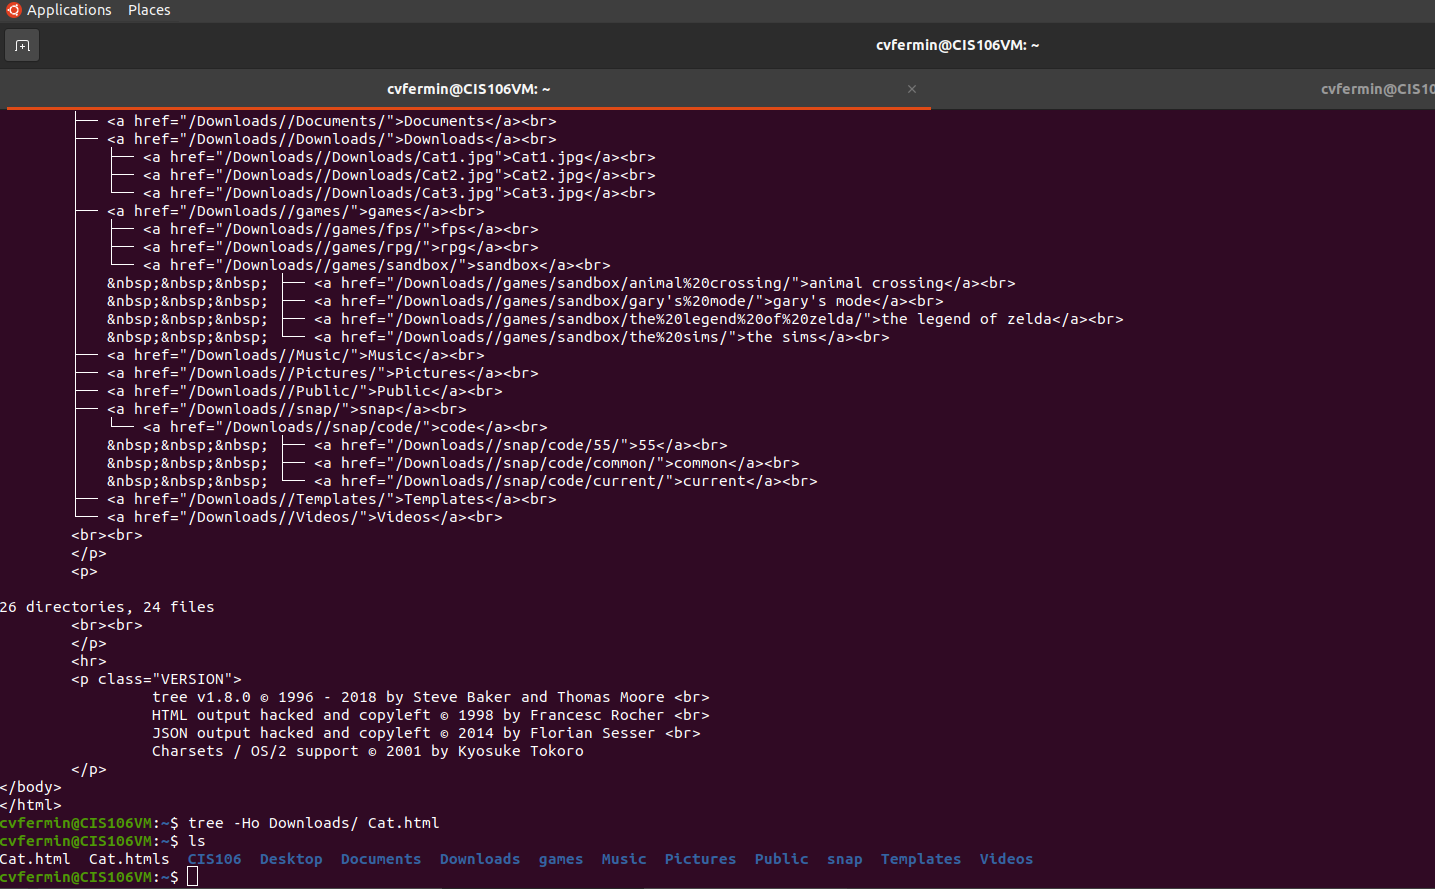 Applications Places
cvfermin@CIS106VM: ~
cvfermin@CIS106VM: ~ × cvfermin@CIS10
├── <a href="/Downloads//Documents/">Documents</a><br>
├── <a href="/Downloads//Downloads/">Downloads</a><br>
│   ├── <a href="/Downloads//Downloads/Cat1.jpg">Cat1.jpg</a><br>
│   ├── <a href="/Downloads//Downloads/Cat2.jpg">Cat2.jpg</a><br>
│   └── <a href="/Downloads//Downloads/Cat3.jpg">Cat3.jpg</a><br>
├── <a href="/Downloads//games/">games</a><br>
│   ├── <a href="/Downloads//games/fps/">fps</a><br>
│   ├── <a href="/Downloads//games/rpg/">rpg</a><br>
│   └── <a href="/Downloads//games/sandbox/">sandbox</a><br>
│   &nbsp;&nbsp;&nbsp; ├── <a href="/Downloads//games/sandbox/animal%20crossing/">animal crossing</a><br>
│   &nbsp;&nbsp;&nbsp; ├── <a href="/Downloads//games/sandbox/gary's%20mode/">gary's mode</a><br>
│   &nbsp;&nbsp;&nbsp; ├── <a href="/Downloads//games/sandbox/the%20legend%20of%20zelda/">the legend of zelda</a><br>
│   &nbsp;&nbsp;&nbsp; └── <a href="/Downloads//games/sandbox/the%20sims/">the sims</a><br>
├── <a href="/Downloads//Music/">Music</a><br>
├── <a href="/Downloads//Pictures/">Pictures</a><br>
├── <a href="/Downloads//Public/">Public</a><br>
├── <a href="/Downloads//snap/">snap</a><br>
│   └── <a href="/Downloads//snap/code/">code</a><br>
│   &nbsp;&nbsp;&nbsp; ├── <a href="/Downloads//snap/code/55/">55</a><br>
│   &nbsp;&nbsp;&nbsp; ├── <a href="/Downloads//snap/code/common/">common</a><br>
│   &nbsp;&nbsp;&nbsp; └── <a href="/Downloads//snap/code/current/">current</a><br>
├── <a href="/Downloads//Templates/">Templates</a><br>
└── <a href="/Downloads//Videos/">Videos</a><br>
<br><br>
</p>
<p>
26 directories, 24 files
<br><br>
</p>
<hr>
<p class="VERSION">
tree v1.8.0 © 1996 - 2018 by Steve Baker and Thomas Moore <br>
HTML output hacked and copyleft © 1998 by Francesc Rocher <br>
JSON output hacked and copyleft © 2014 by Florian Sesser <br>
Charsets / OS/2 support © 2001 by Kyosuke Tokoro
</p>
</body>
</html>
cvfermin@CIS106VM:~$ tree -Ho Downloads/ Cat.html
cvfermin@CIS106VM:~$ ls
Cat.html Cat.htmls CIS106 Desktop Documents Downloads games Music Pictures Public snap Templates Videos
cvfermin@CIS106VM:~$